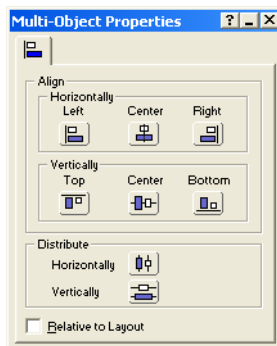 Multi-Object Properties
Align
Horizontally
Left Center Right
Vertically
Top Center Bottom
Distribute
Horizontally
Vertically
Relative to Layout